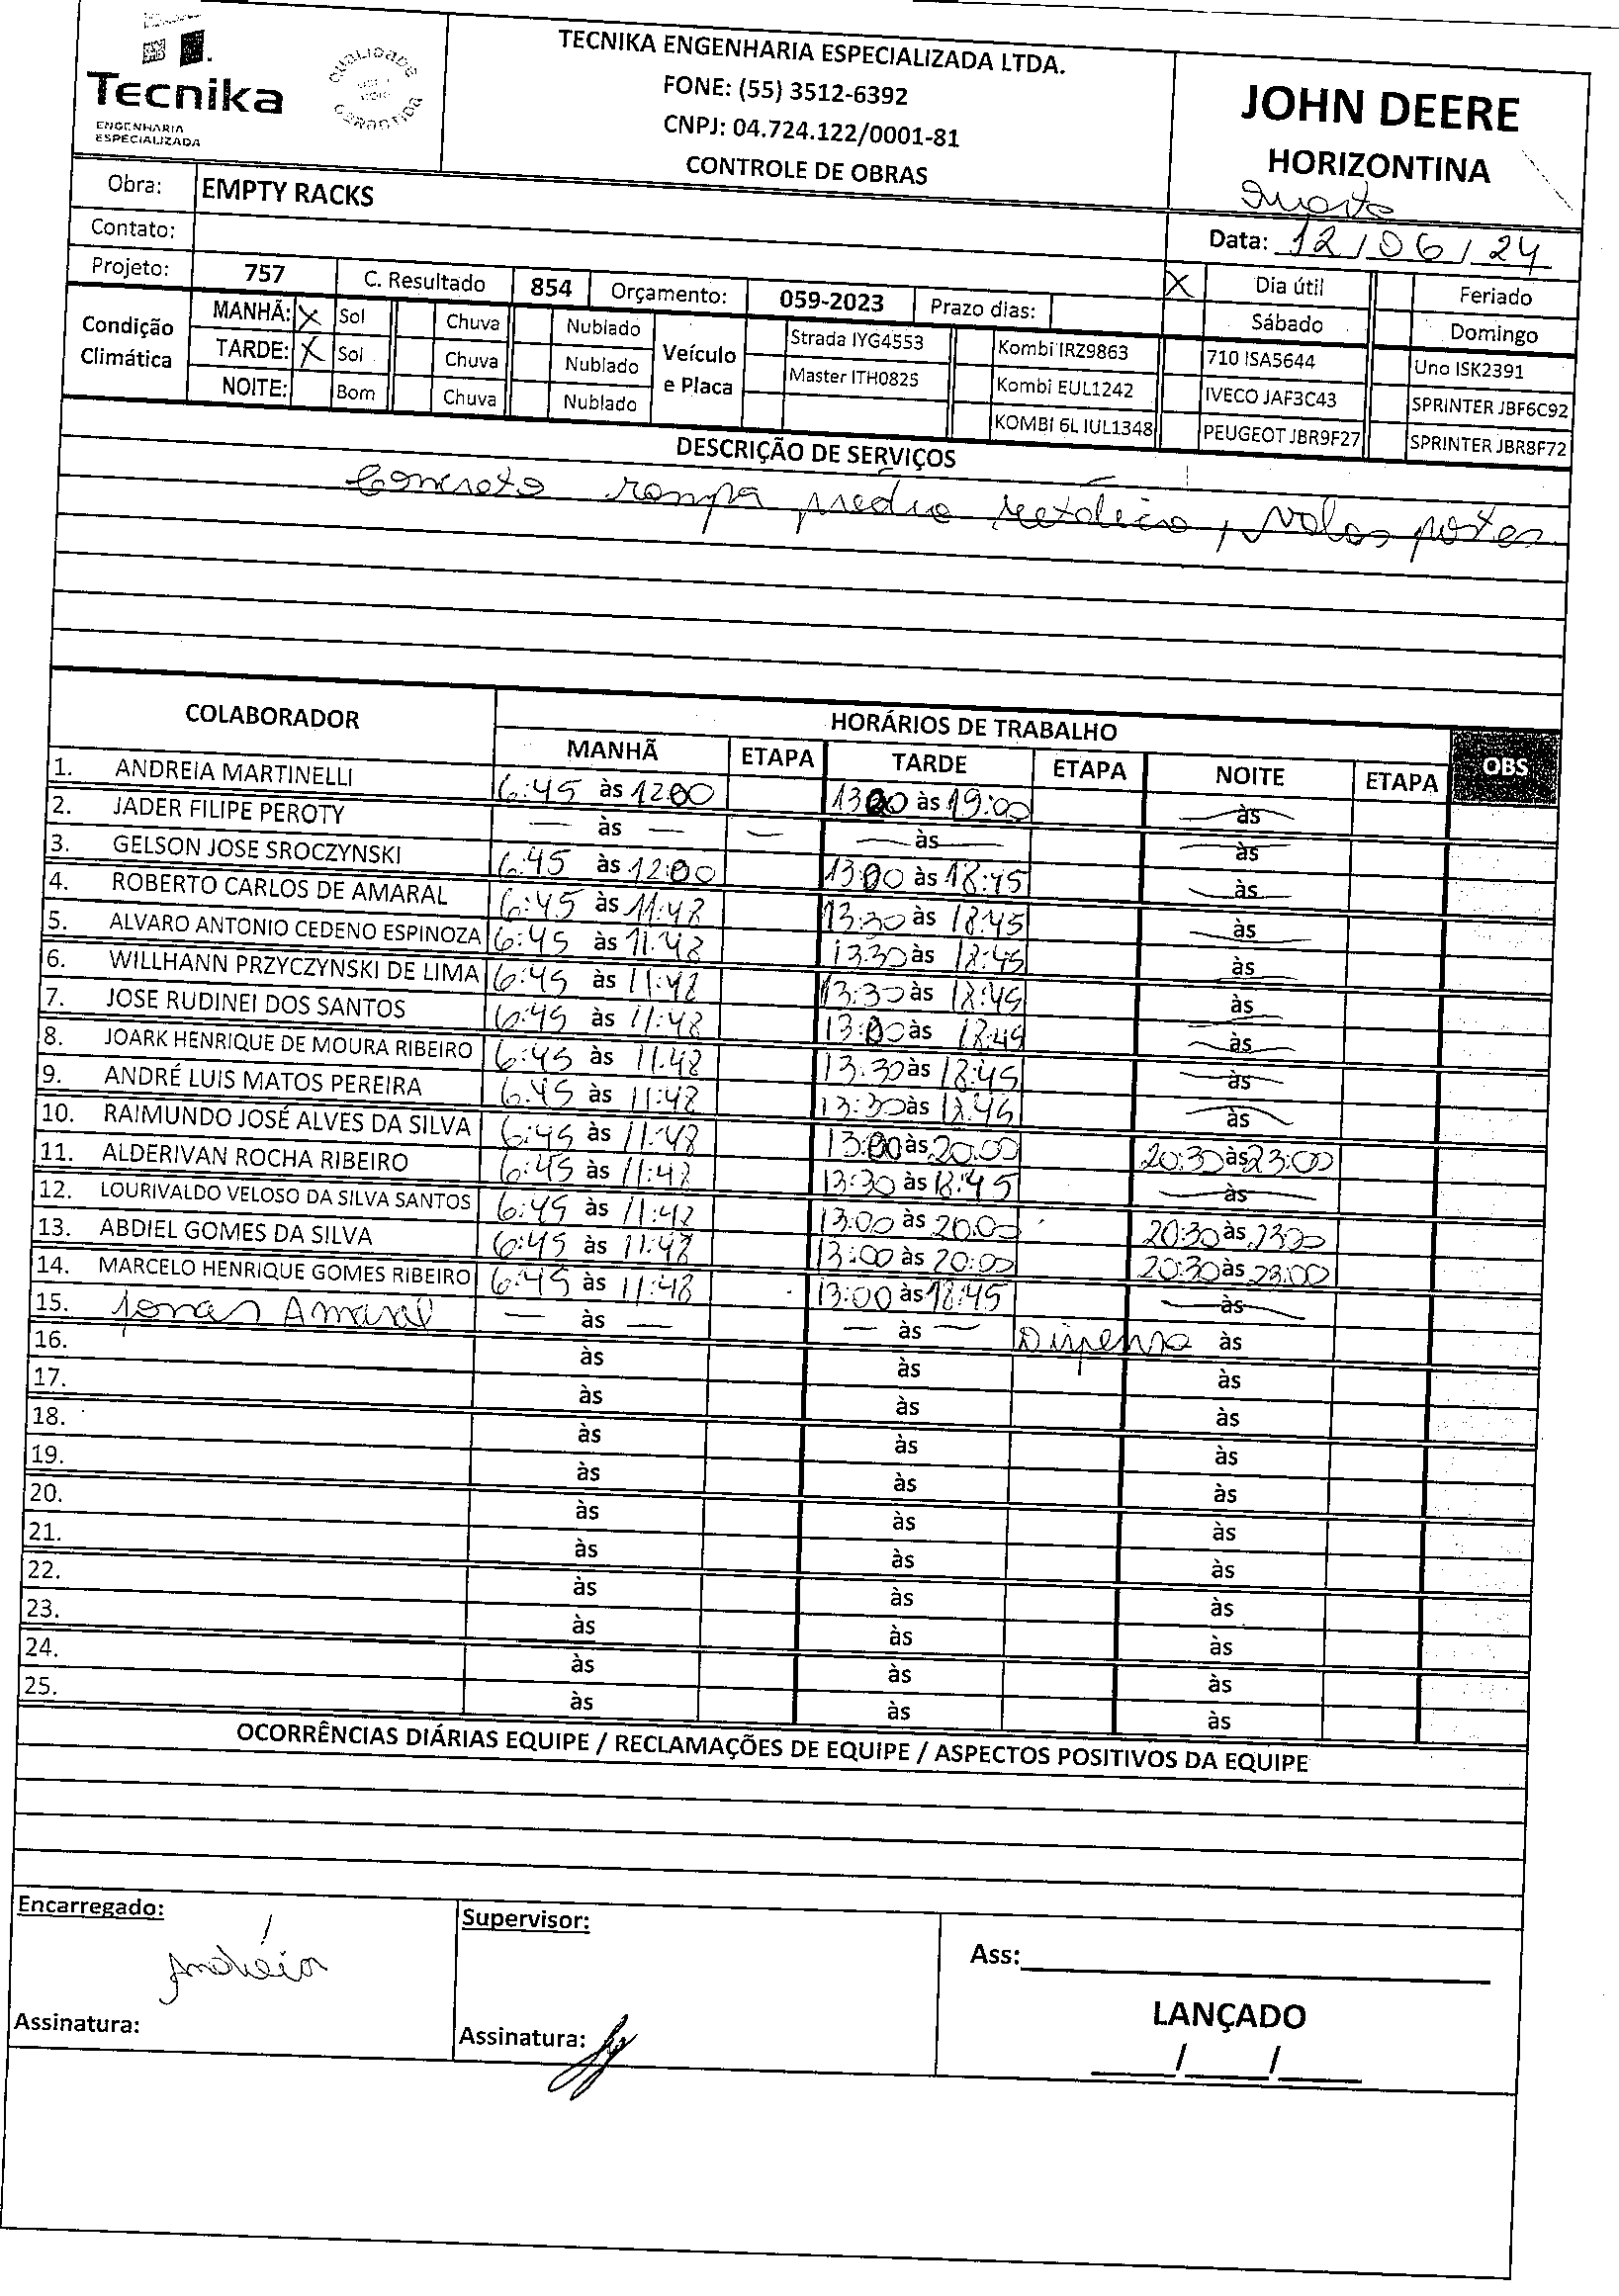 Tecnika
ENGENHARIA
ESPECIALIZADA
QUALIDADE
GARANTIDA
TECNIKA ENGENHARIA ESPECIALIZADA LTDA.
FONE: (55) 3512-6392
CNPJ: 04.724.122/0001-81
CONTROLE DE OBRAS
JOHN DEERE
HORIZONTINA
Quarta
Data: 12/06/24
Obra: EMPTY RACKS
Contato:
Projeto: 757 C. Resultado 854 Orçamento: 059-2023 Prazo dias:
X Dia útil Feriado
Sábado Domingo
Condição Climática
MANHÃ: X Sol Chuva Nublado
TARDE: X Sol Chuva Nublado
NOITE: Bom Chuva Nublado
Veículo e Placa
Strada IYG4553 Kombi IRZ9863 710 ISA5644 Uno ISK2391
Master ITH0825 Kombi EUL1242 IVECO JAF3C43 SPRINTER JBF6C92
KOMBI 6L IUL1348 PEUGEOT JBR9F27 SPRINTER JBR8F72
DESCRIÇÃO DE SERVIÇOS
Concreto rampa prédio metálico, valas postes
COLABORADOR HORÁRIOS DE TRABALHO OBS
MANHÃ ETAPA TARDE ETAPA NOITE ETAPA
1. ANDREIA MARTINELLI 6:45 às 12:00 13:00 às 19:00 — às —
2. JADER FILIPE PEROTY — às — — — às — — às —
3. GELSON JOSE SROCZYNSKI 6:45 às 12:00 13:00 às 18:45 — às —
4. ROBERTO CARLOS DE AMARAL 6:45 às 11:48 13:30 às 18:45 — às —
5. ALVARO ANTONIO CEDENO ESPINOZA 6:45 às 11:48 13:30 às 18:45 — às —
6. WILLHANN PRZYCZYNSKI DE LIMA 6:45 às 11:48 13:30 às 18:45 — às —
7. JOSE RUDINEI DOS SANTOS 6:45 às 11:48 13:00 às 18:45 — às —
8. JOARK HENRIQUE DE MOURA RIBEIRO 6:45 às 11:48 13:30 às 18:45 — às —
9. ANDRÉ LUIS MATOS PEREIRA 6:45 às 11:48 13:30 às 18:45 — às —
10. RAIMUNDO JOSÉ ALVES DA SILVA 6:45 às 11:48 13:00 às 20:00 20:30 às 23:00
11. ALDERIVAN ROCHA RIBEIRO 6:45 às 11:48 13:30 às 18:45 — às —
12. LOURIVALDO VELOSO DA SILVA SANTOS 6:45 às 11:48 13:00 às 20:00 20:30 às 23:00
13. ABDIEL GOMES DA SILVA 6:45 às 11:48 13:00 às 20:00 20:30 às 23:00
14. MARCELO HENRIQUE GOMES RIBEIRO 6:45 às 11:48 13:00 às 18:45 — às —
15. Jonas Amaral — às — — às — Dispensa às
16. às às às
17. às às às
18. às às às
19. às às às
20. às às às
21. às às às
22. às às às
23. às às às
24. às às às
25. às às às
OCORRÊNCIAS DIÁRIAS EQUIPE / RECLAMAÇÕES DE EQUIPE / ASPECTOS POSITIVOS DA EQUIPE
Encarregado: Andréia
Assinatura:
Supervisor:
Assinatura:
Ass:
LANÇADO
___/___/___